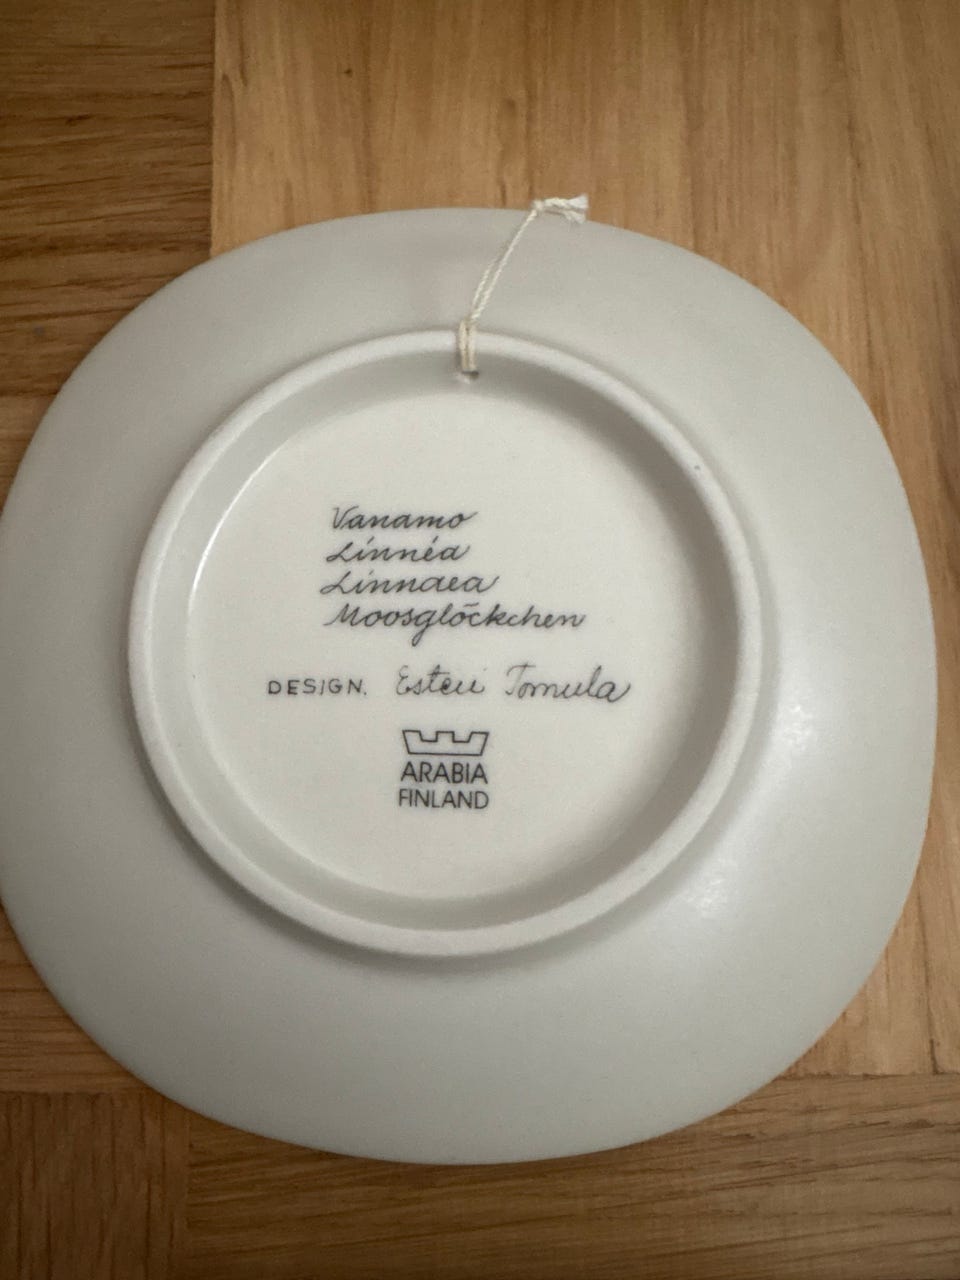 Vanamo
Linnéa
Linnaea
Moosglöckchen
DESIGN. Esteri Tomula
ARABIA
FINLAND